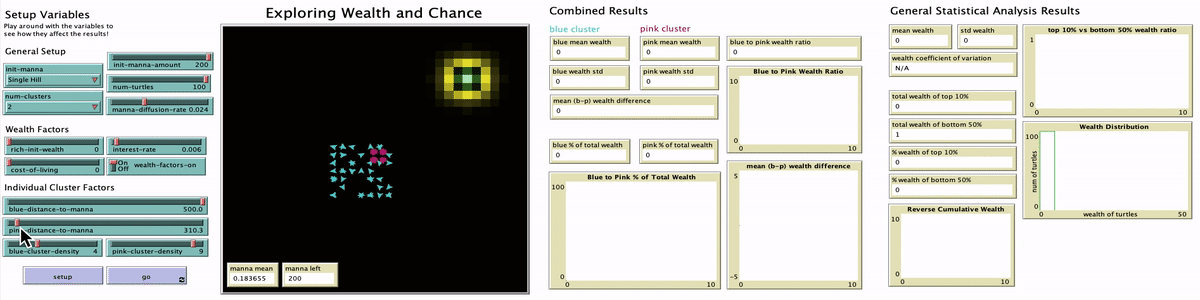 Setup Variables
Play around with the variables to
see how they affect the results!
General Setup
init-manna
Single Hill
num-clusters
2
init-manna-amount 200
num-turtles 100
manna-diffusion-rate 0.024
Wealth Factors
rich-init-wealth 0
interest-rate 0.006
cost-of-living 0
On
Off
wealth-factors-on
Individual Cluster Factors
blue-distance-to-manna 500.0
pink-distance-to-manna 310.3
blue-cluster-density 4
pink-cluster-density 9
setup
go
Exploring Wealth and Chance
manna mean
0.183655
manna left
200
Combined Results
blue cluster
pink cluster
blue mean wealth
0
pink mean wealth
0
blue to pink wealth ratio
0
blue wealth std
0
pink wealth std
0
mean (b-p) wealth difference
0
Blue to Pink Wealth Ratio
10
0
0
10
blue % of total wealth
0
pink % of total wealth
0
Blue to Pink % of Total Wealth
100
0
0
10
mean (b-p) wealth difference
5
-5
0
10
General Statistical Analysis Results
mean wealth
0
std wealth
0
wealth coefficient of variation
N/A
total wealth of top 10%
0
total wealth of bottom 50%
1
% wealth of top 10%
0
% wealth of bottom 50%
0
Reverse Cumulative Wealth
10
0
0
10
top 10% vs bottom 50% wealth ratio
1
0
0
10
Wealth Distribution
100
num of turtles
0
0
wealth of turtles
50